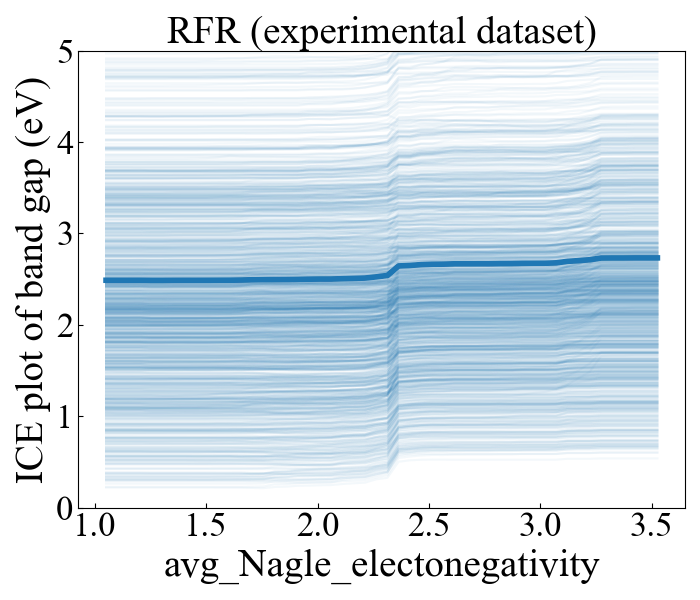 RFR (experimental dataset)
ICE plot of band gap (eV)
5
4
3
2
1
0
1.0 1.5 2.0 2.5 3.0 3.5
avg_Nagle_electonegativity